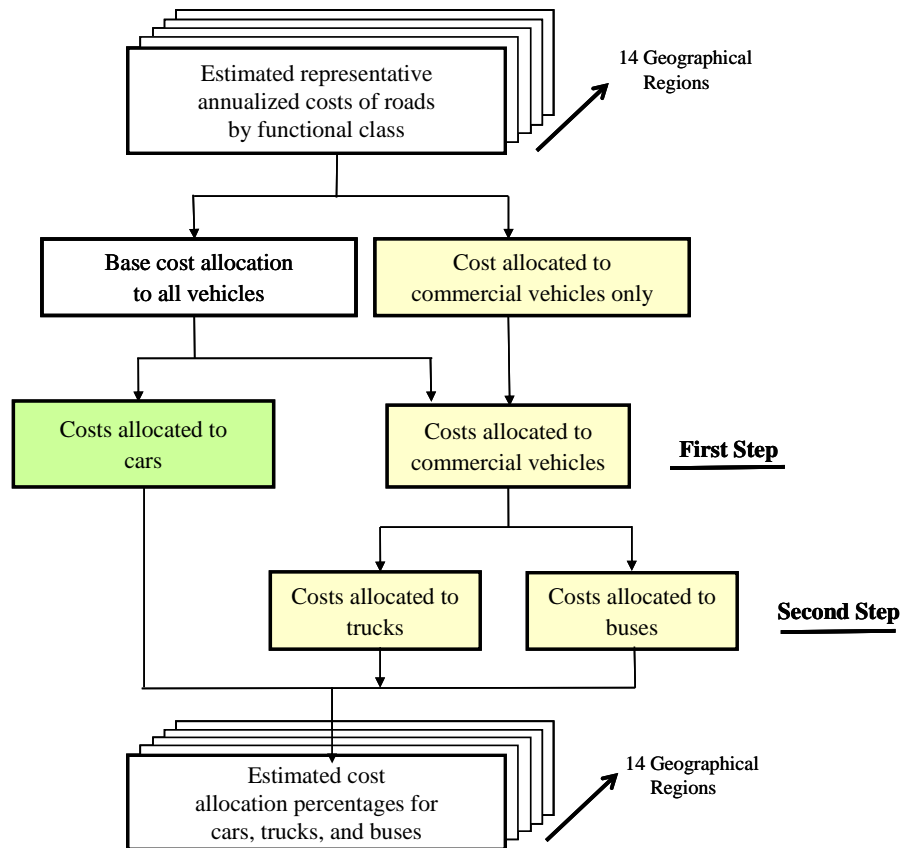 Estimated representative
annualized costs of roads
by functional class
14 Geographical
Regions
Base cost allocation
to all vehicles
Cost allocated to
commercial vehicles only
Costs allocated to
cars
Costs allocated to
commercial vehicles
First Step
Costs allocated to
trucks
Costs allocated to
buses
Second Step
Estimated cost
allocation percentages for
cars, trucks, and buses
14 Geographical
Regions